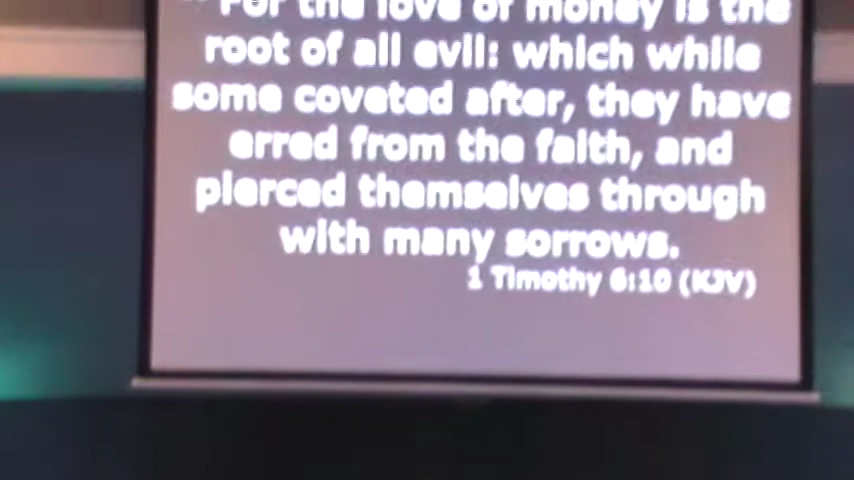 For the love of money is the
root of all evil: which while
some coveted after, they have
erred from the faith, and
pierced themselves through
with many sorrows.
1 Timothy 6:10 (KJV)